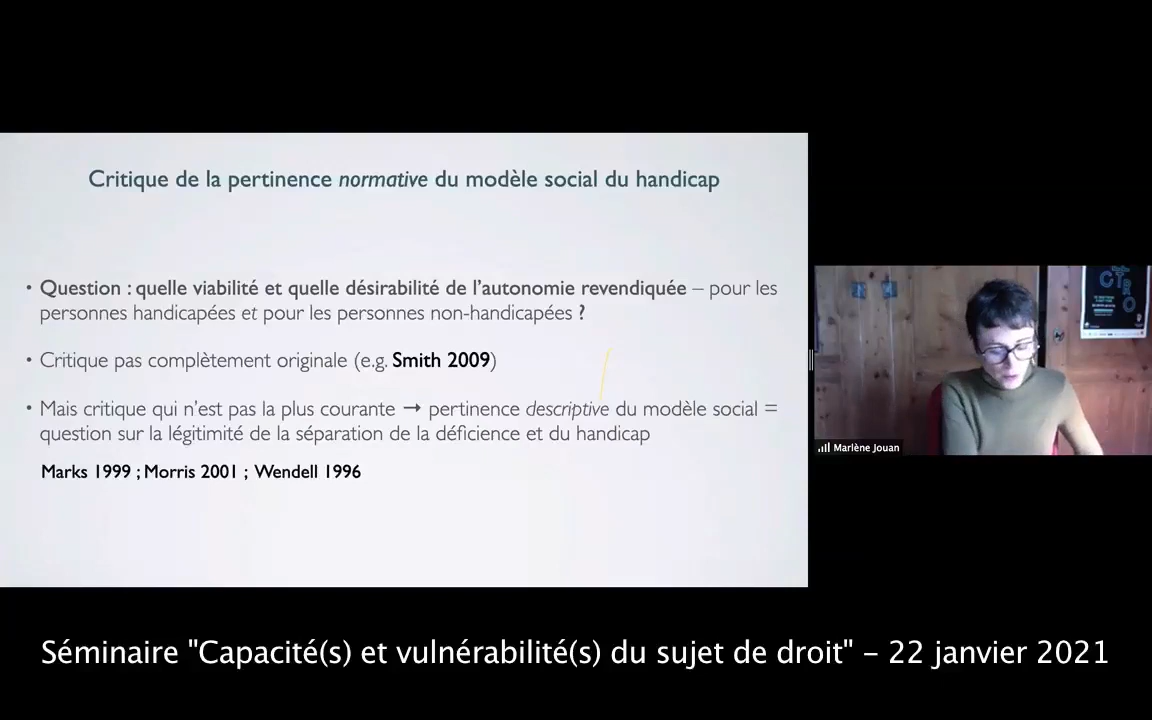 Critique de la pertinence normative du modèle social du handicap
• Question : quelle viabilité et quelle désirabilité de l'autonomie revendiquée – pour les
personnes handicapées et pour les personnes non-handicapées ?
• Critique pas complètement originale (e.g. Smith 2009)
• Mais critique qui n'est pas la plus courante → pertinence descriptive du modèle social =
question sur la légitimité de la séparation de la déficience et du handicap
Marks 1999 ; Morris 2001 ; Wendell 1996
Marlène Jouan
Séminaire "Capacité(s) et vulnérabilité(s) du sujet de droit" – 22 janvier 2021